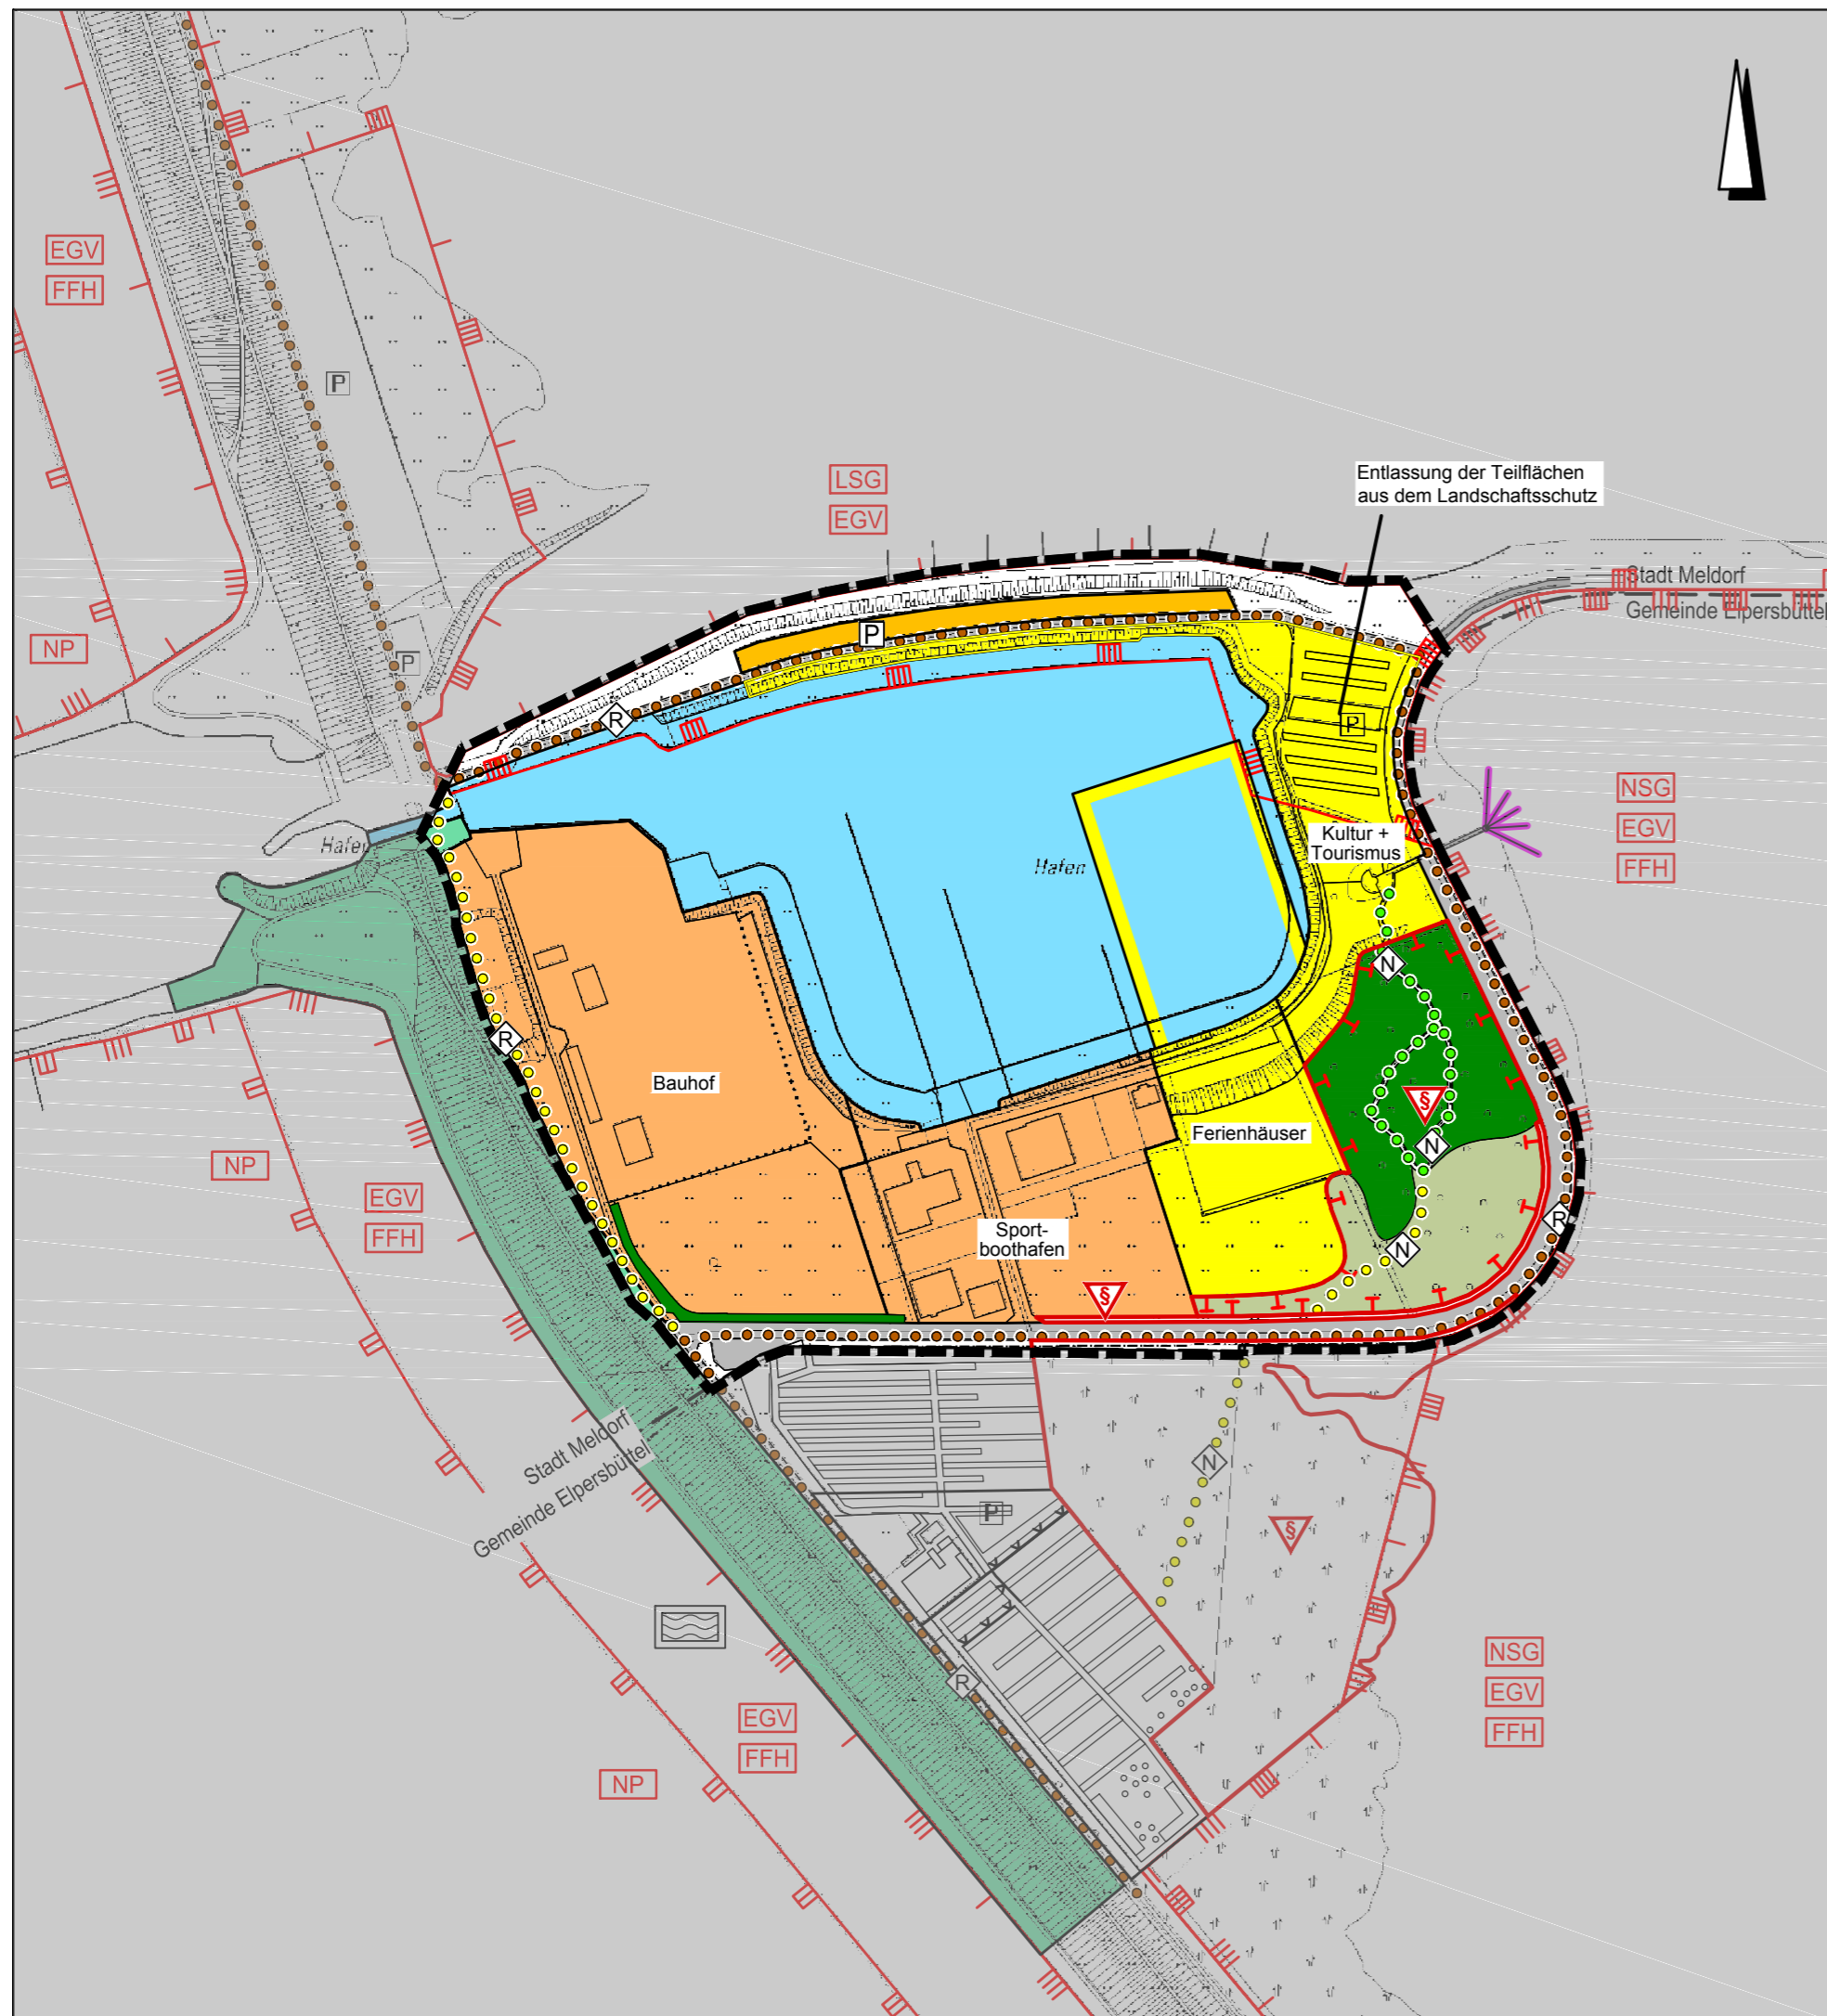 EGV
FFH
P
LSG
EGV
Entlassung der Teilflächen
aus dem Landschaftsschutz
Stadt Meldorf
Gemeinde Elpersbüttel
NP
P
P
R
P
NSG
EGV
FFH
Kultur +
Tourismus
Hafen
Hafen
N
R
Bauhof
§
Ferienhäuser
N
NP
EGV
FFH
R
Sport-
boothafen
N
§
Stadt Meldorf
Gemeinde Elpersbüttel
N
P
§
R
NSG
EGV
FFH
EGV
FFH
NP